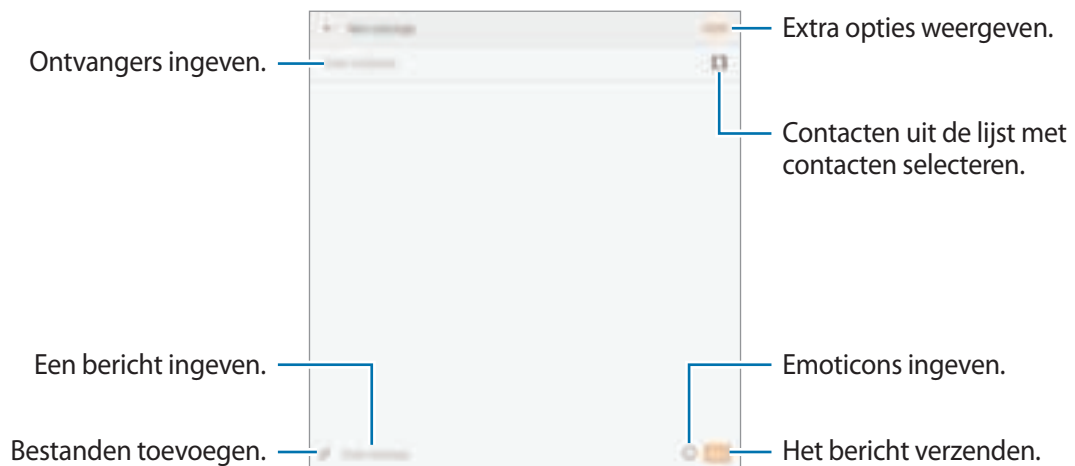 Extra opties weergeven.
Ontvangers ingeven.
Contacten uit de lijst met
contacten selecteren.
Een bericht ingeven.
Emoticons ingeven.
Bestanden toevoegen.
Het bericht verzenden.